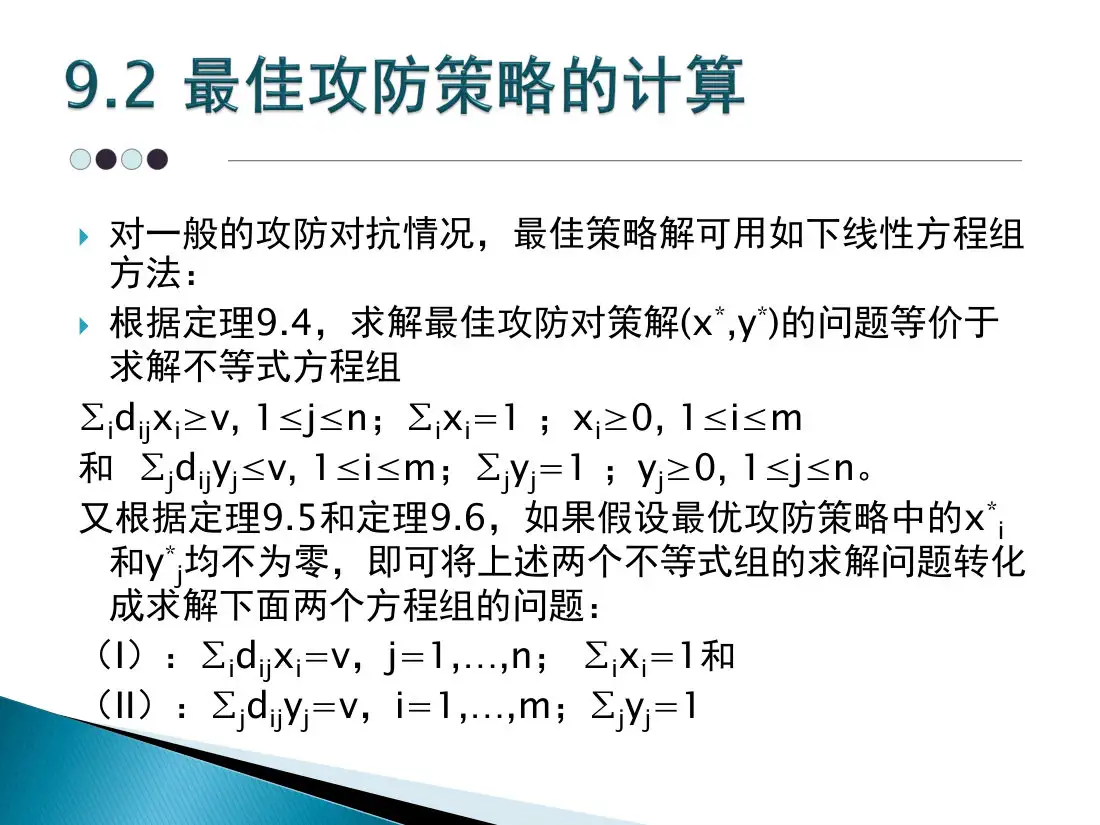 9.2 最佳攻防策略的计算
对一般的攻防对抗情况，最佳策略解可用如下线性方程组
方法：
根据定理9.4，求解最佳攻防对策解(x*,y*)的问题等价于
求解不等式方程组
∑idijxi≥v, 1≤j≤n；∑ixi=1 ；xi≥0, 1≤i≤m
和 ∑jdijyj≤v, 1≤i≤m；∑jyj=1 ；yj≥0, 1≤j≤n。
又根据定理9.5和定理9.6，如果假设最优攻防策略中的x*i
和y*j均不为零，即可将上述两个不等式组的求解问题转化
成求解下面两个方程组的问题：
（I）：∑idijxi=v，j=1,…,n； ∑ixi=1和
（II）：∑jdijyj=v，i=1,…,m；∑jyj=1